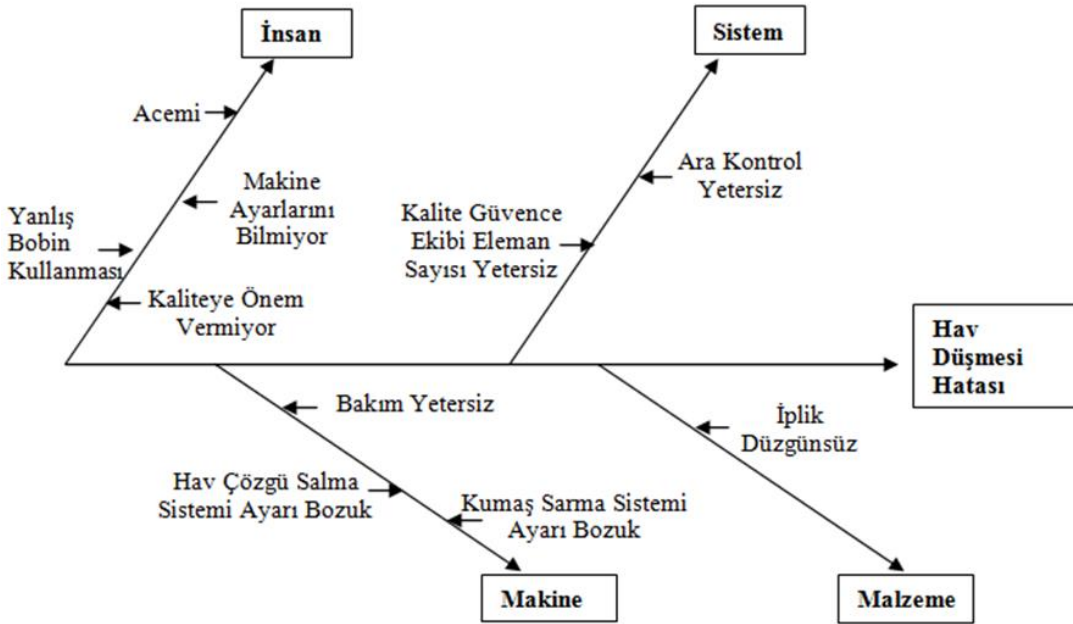 İnsan
Sistem
Acemi
Makine
Ayarlarını
Bilmiyor
Yanlış
Bobin
Kullanması
Kaliteye Önem
Vermiyor
Ara Kontrol
Yetersiz
Kalite Güvence
Ekibi Eleman
Sayısı Yetersiz
Hav
Düşmesi
Hatası
Bakım Yetersiz
Hav Çözgü Salma
Sistemi Ayarı Bozuk
Kumaş Sarma Sistemi
Ayarı Bozuk
İplik
Düzgünsüz
Makine
Malzeme